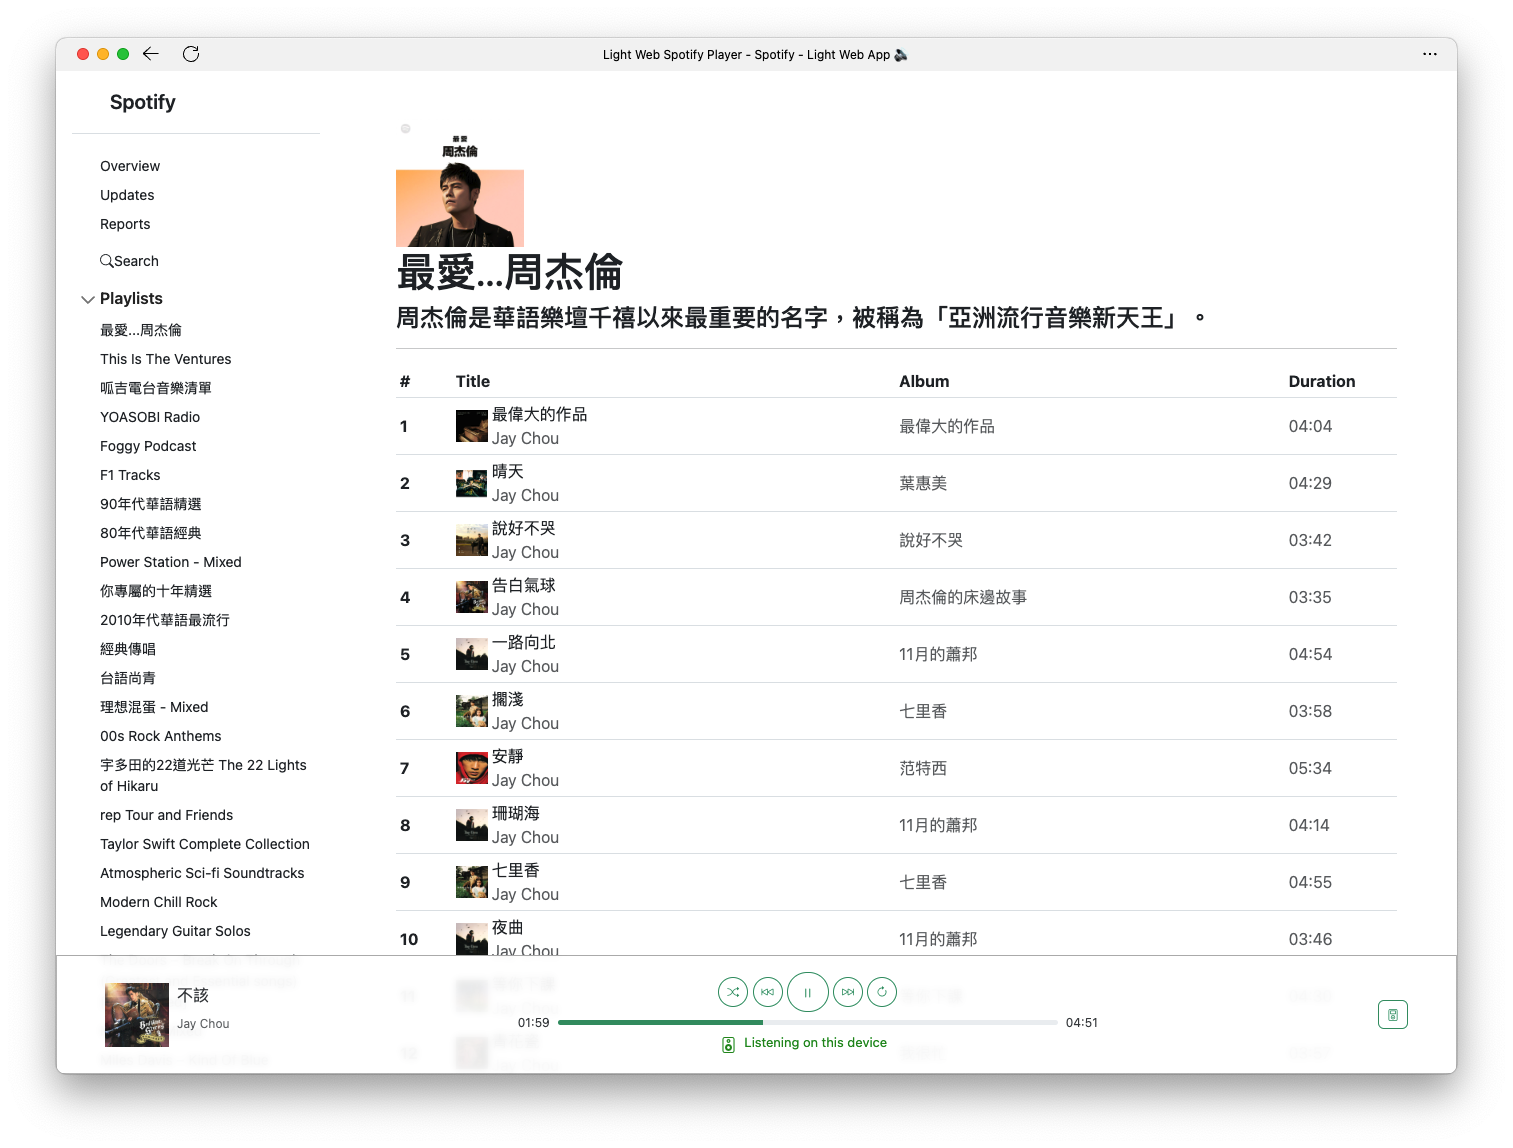 Light Web Spotify Player - Spotify - Light Web App
Spotify
Overview
Updates
Reports
Search
Playlists
最愛...周杰倫
This Is The Ventures
呱吉電台音樂清單
YOASOBI Radio
Foggy Podcast
F1 Tracks
90年代華語精選
80年代華語經典
Power Station - Mixed
你專屬的十年精選
2010年代華語最流行
經典傳唱
台語尚青
理想混蛋 - Mixed
00s Rock Anthems
宇多田的22道光芒 The 22 Lights
of Hikaru
rep Tour and Friends
Taylor Swift Complete Collection
Atmospheric Sci-fi Soundtracks
Modern Chill Rock
Legendary Guitar Solos
最愛
周杰倫
最愛...周杰倫
周杰倫是華語樂壇千禧以來最重要的名字，被稱為「亞洲流行音樂新天王」。
# Title Album Duration
1 最偉大的作品 Jay Chou 最偉大的作品 04:04
2 晴天 Jay Chou 葉惠美 04:29
3 說好不哭 Jay Chou 說好不哭 03:42
4 告白氣球 Jay Chou 周杰倫的床邊故事 03:35
5 一路向北 Jay Chou 11月的蕭邦 04:54
6 擱淺 Jay Chou 七里香 03:58
7 安靜 Jay Chou 范特西 05:34
8 珊瑚海 Jay Chou 11月的蕭邦 04:14
9 七里香 Jay Chou 七里香 04:55
10 夜曲 Jay Chou 11月的蕭邦 03:46
不該
Jay Chou
01:59 04:51
Listening on this device